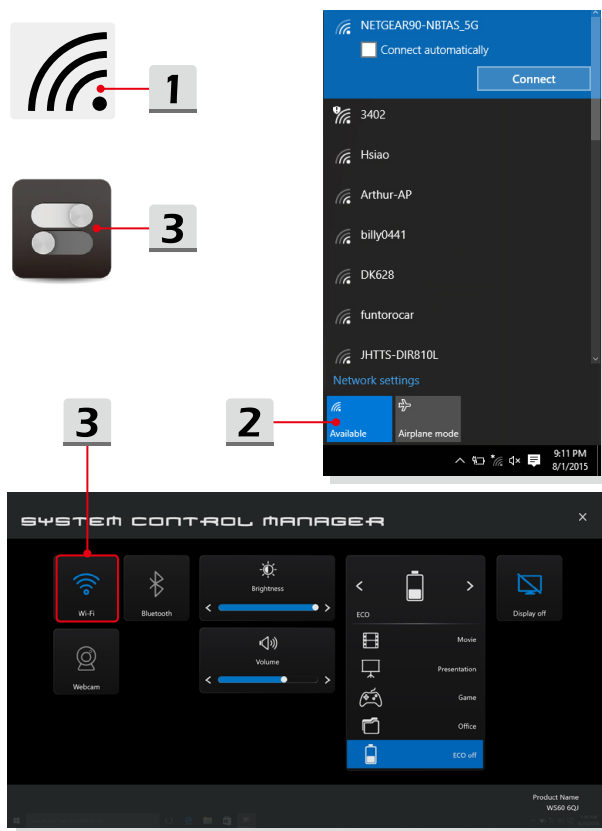 1
3
NETGEAR90-NBTAS_5G
Connect automatically
Connect
3402
Hsiao
Arthur-AP
billy0441
DK628
funtorocar
JHTTS-DIR810L
Network settings
Available
Airplane mode
9:11 PM
8/1/2015
3
2
SYSTEM CONTROL MANAGER
Wi-Fi
Bluetooth
Brightness
ECO
Display off
Webcam
Volume
Movie
Presentation
Game
Office
ECO off
Product Name
WS60 6QJ